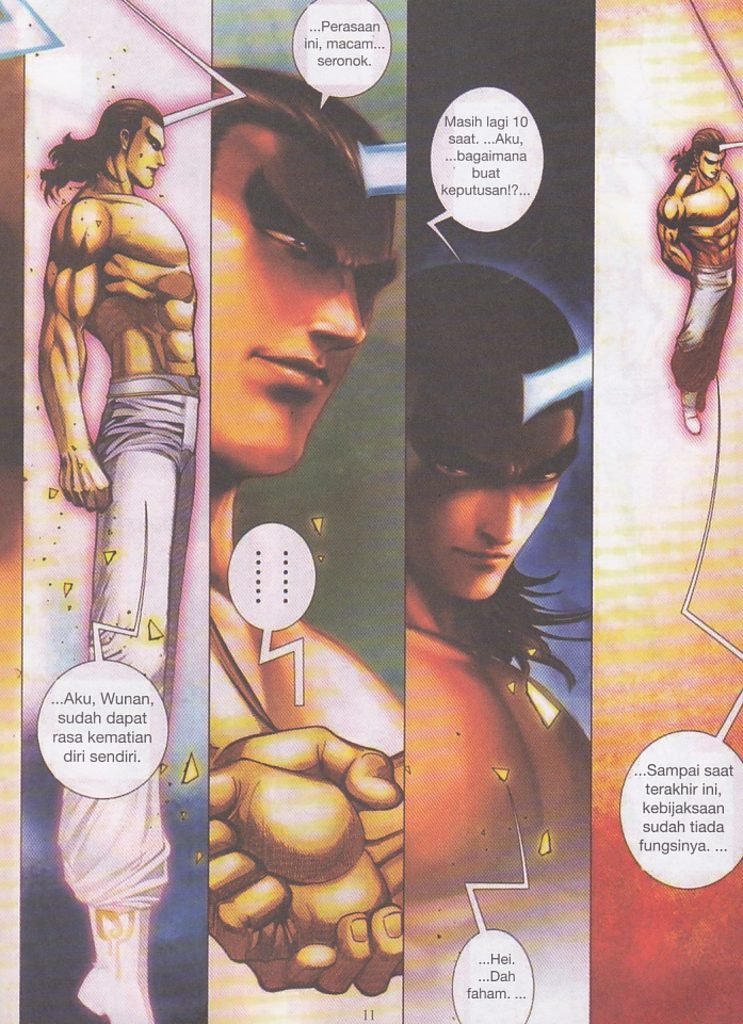 ...Perasaan
ini, macam...
seronok.
Masih lagi 10
saat. ...Aku,
...bagaimana
buat
keputusan!?...
...Aku, Wunan,
sudah dapat
rasa kematian
diri sendiri.
...Sampai saat
terakhir ini,
kebijaksaan
sudah tiada
fungsinya. ...
...Hei.
...Dah
faham. ...
11